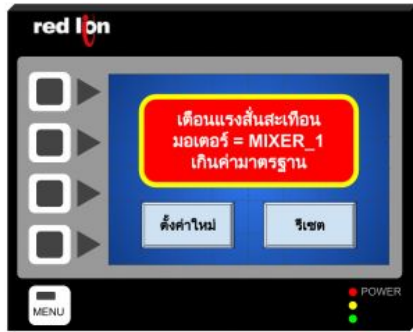 red lion
เตือนแรงสั่นสะเทือน
มอเตอร์ = MIXER_1
เกินค่ามาตรฐาน
ตั้งค่าใหม่
รีเซต
MENU
POWER